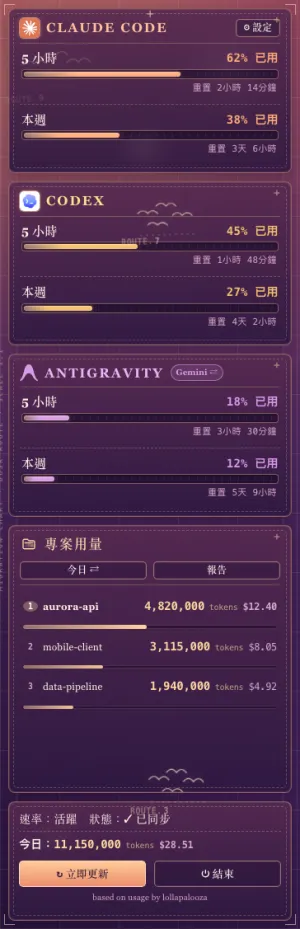 CLAUDE CODE ⚙ 設定
5 小時 62% 已用
重置 2小時 14分鐘
本週 38% 已用
重置 3天 6小時
CODEX
5 小時 45% 已用
ROUTE 7
重置 1小時 48分鐘
本週 27% 已用
重置 4天 2小時
ANTIGRAVITY Gemini ⇌
5 小時 18% 已用
重置 3小時 30分鐘
本週 12% 已用
重置 5天 9小時
專案用量
今日 ⇌ 報告
1 aurora-api 4,820,000 tokens $12.40
2 mobile-client 3,115,000 tokens $8.05
3 data-pipeline 1,940,000 tokens $4.92
ROUTE 3
速率：活躍 狀態：✓ 已同步
今日：11,150,000 tokens $28.51
↻ 立即更新 ⏻ 結束
based on usage by lollapalooza